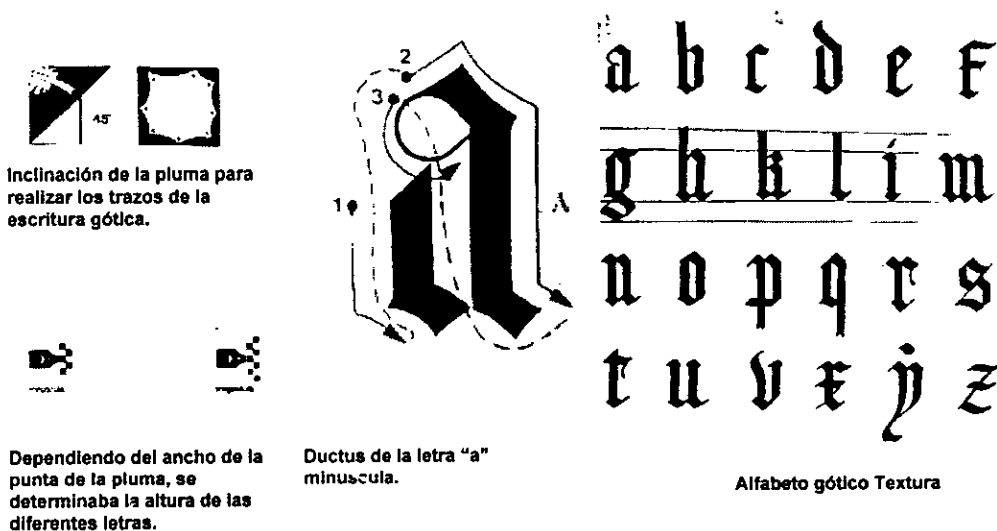 45°
Inclinación de la pluma para
realizar los trazos de la
escritura gótica.
Dependiendo del ancho de la
punta de la pluma, se
determinaba la altura de las
diferentes letras.
2
3
1
A
a
Ductus de la letra "a"
minuscula.
a b c d e f
g h k l i m
n o p q r s
t u v x y z
Alfabeto gótico Textura